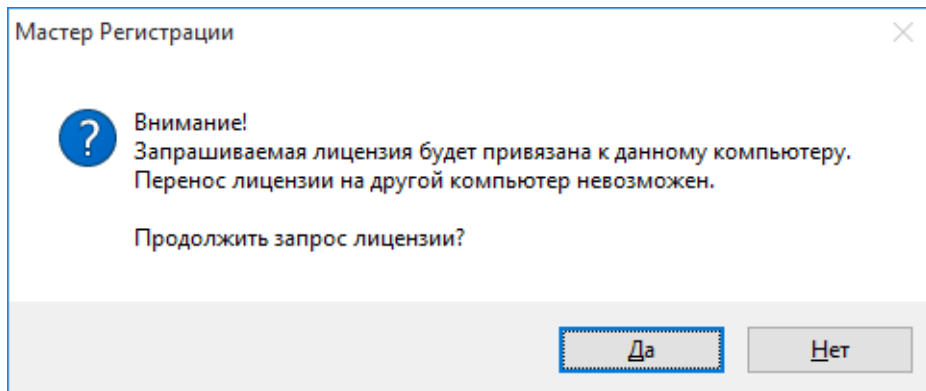 Мастер Регистрации
?
Внимание!
Запрашиваемая лицензия будет привязана к данному компьютеру.
Перенос лицензии на другой компьютер невозможен.
Продолжить запрос лицензии?
Да
Нет